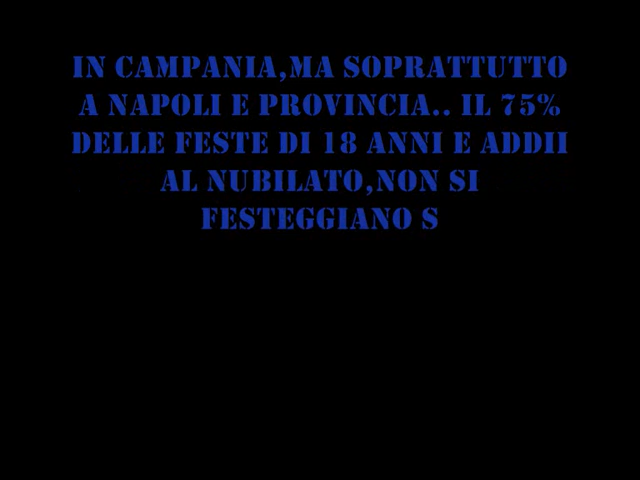 IN CAMPANIA,MA SOPRATTUTTO
A NAPOLI E PROVINCIA.. IL 75%
DELLE FESTE DI 18 ANNI E ADDII
AL NUBILATO,NON SI
FESTEGGIANO S